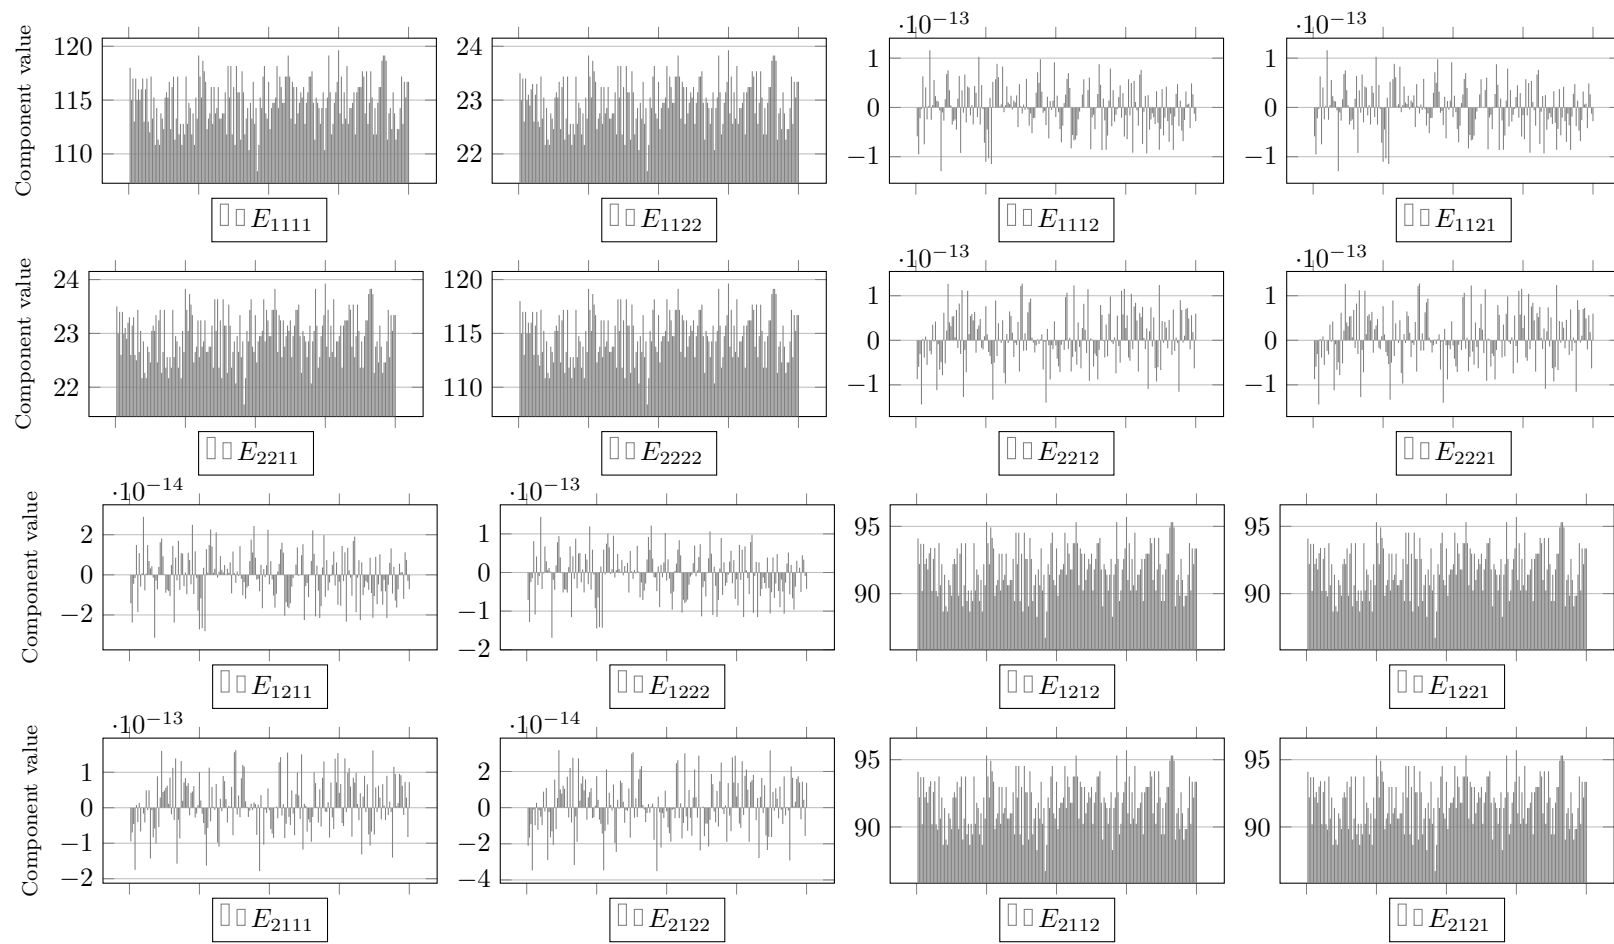 ·10⁻¹³ ·10⁻¹³
Component value 120 115 110 24 23 22 1 0 −1 1 0 −1
E₁₁₁₁ E₁₁₂₂ E₁₁₁₂ E₁₁₂₁
·10⁻¹³ ·10⁻¹³
Component value 24 23 22 120 115 110 1 0 −1 1 0 −1
E₂₂₁₁ E₂₂₂₂ E₂₂₁₂ E₂₂₂₁
·10⁻¹⁴ ·10⁻¹³
Component value 2 0 −2 1 0 −1 −2 95 90 95 90
E₁₂₁₁ E₁₂₂₂ E₁₂₁₂ E₁₂₂₁
·10⁻¹³ ·10⁻¹⁴
Component value 1 0 −1 −2 2 0 −2 −4 95 90 95 90
E₂₁₁₁ E₂₁₂₂ E₂₁₁₂ E₂₁₂₁